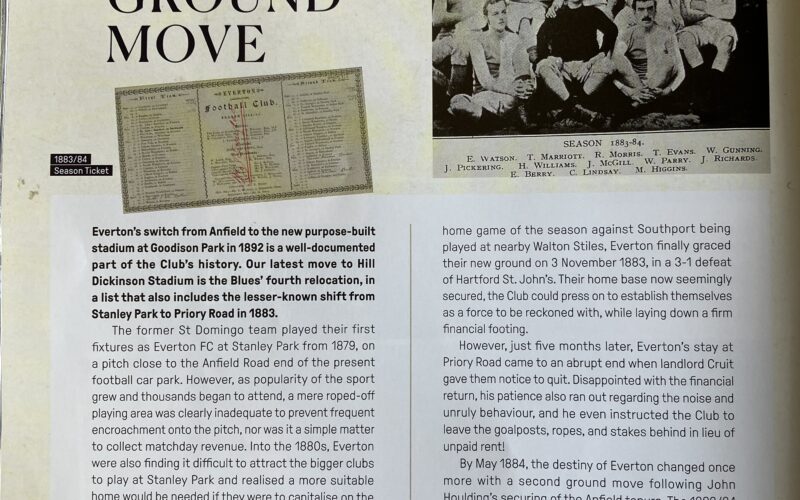 GROUND
MOVE
EVERTON
Football Club.
1883/84
Season Ticket
SEASON 1883-84.
E. WATSON. T. MARRIOTT. R. MORRIS. T. EVANS. W. GUNNING.
J. PICKERING. H. WILLIAMS. J. McGILL. W. PARRY. J. RICHARDS.
E. BERRY. C. LINDSAY. M. HIGGINS.
Everton's switch from Anfield to the new purpose-built
stadium at Goodison Park in 1892 is a well-documented
part of the Club's history. Our latest move to Hill
Dickinson Stadium is the Blues' fourth relocation, in
a list that also includes the lesser-known shift from
Stanley Park to Priory Road in 1883.
The former St Domingo team played their first
fixtures as Everton FC at Stanley Park from 1879, on
a pitch close to the Anfield Road end of the present
football car park. However, as popularity of the sport
grew and thousands began to attend, a mere roped-off
playing area was clearly inadequate to prevent frequent
encroachment onto the pitch, nor was it a simple matter
to collect matchday revenue. Into the 1880s, Everton
were also finding it difficult to attract the bigger clubs
to play at Stanley Park and realised a more suitable
home would be needed if they were to capitalise on the
home game of the season against Southport being
played at nearby Walton Stiles, Everton finally graced
their new ground on 3 November 1883, in a 3-1 defeat
of Hartford St. John's. Their home base now seemingly
secured, the Club could press on to establish themselves
as a force to be reckoned with, while laying down a firm
financial footing.
However, just five months later, Everton's stay at
Priory Road came to an abrupt end when landlord Cruit
gave them notice to quit. Disappointed with the financial
return, his patience also ran out regarding the noise and
unruly behaviour, and he even instructed the Club to
leave the goalposts, ropes, and stakes behind in lieu of
unpaid rent!
By May 1884, the destiny of Everton changed once
more with a second ground move following John
Houlding's securing of the Anfield tenure. The